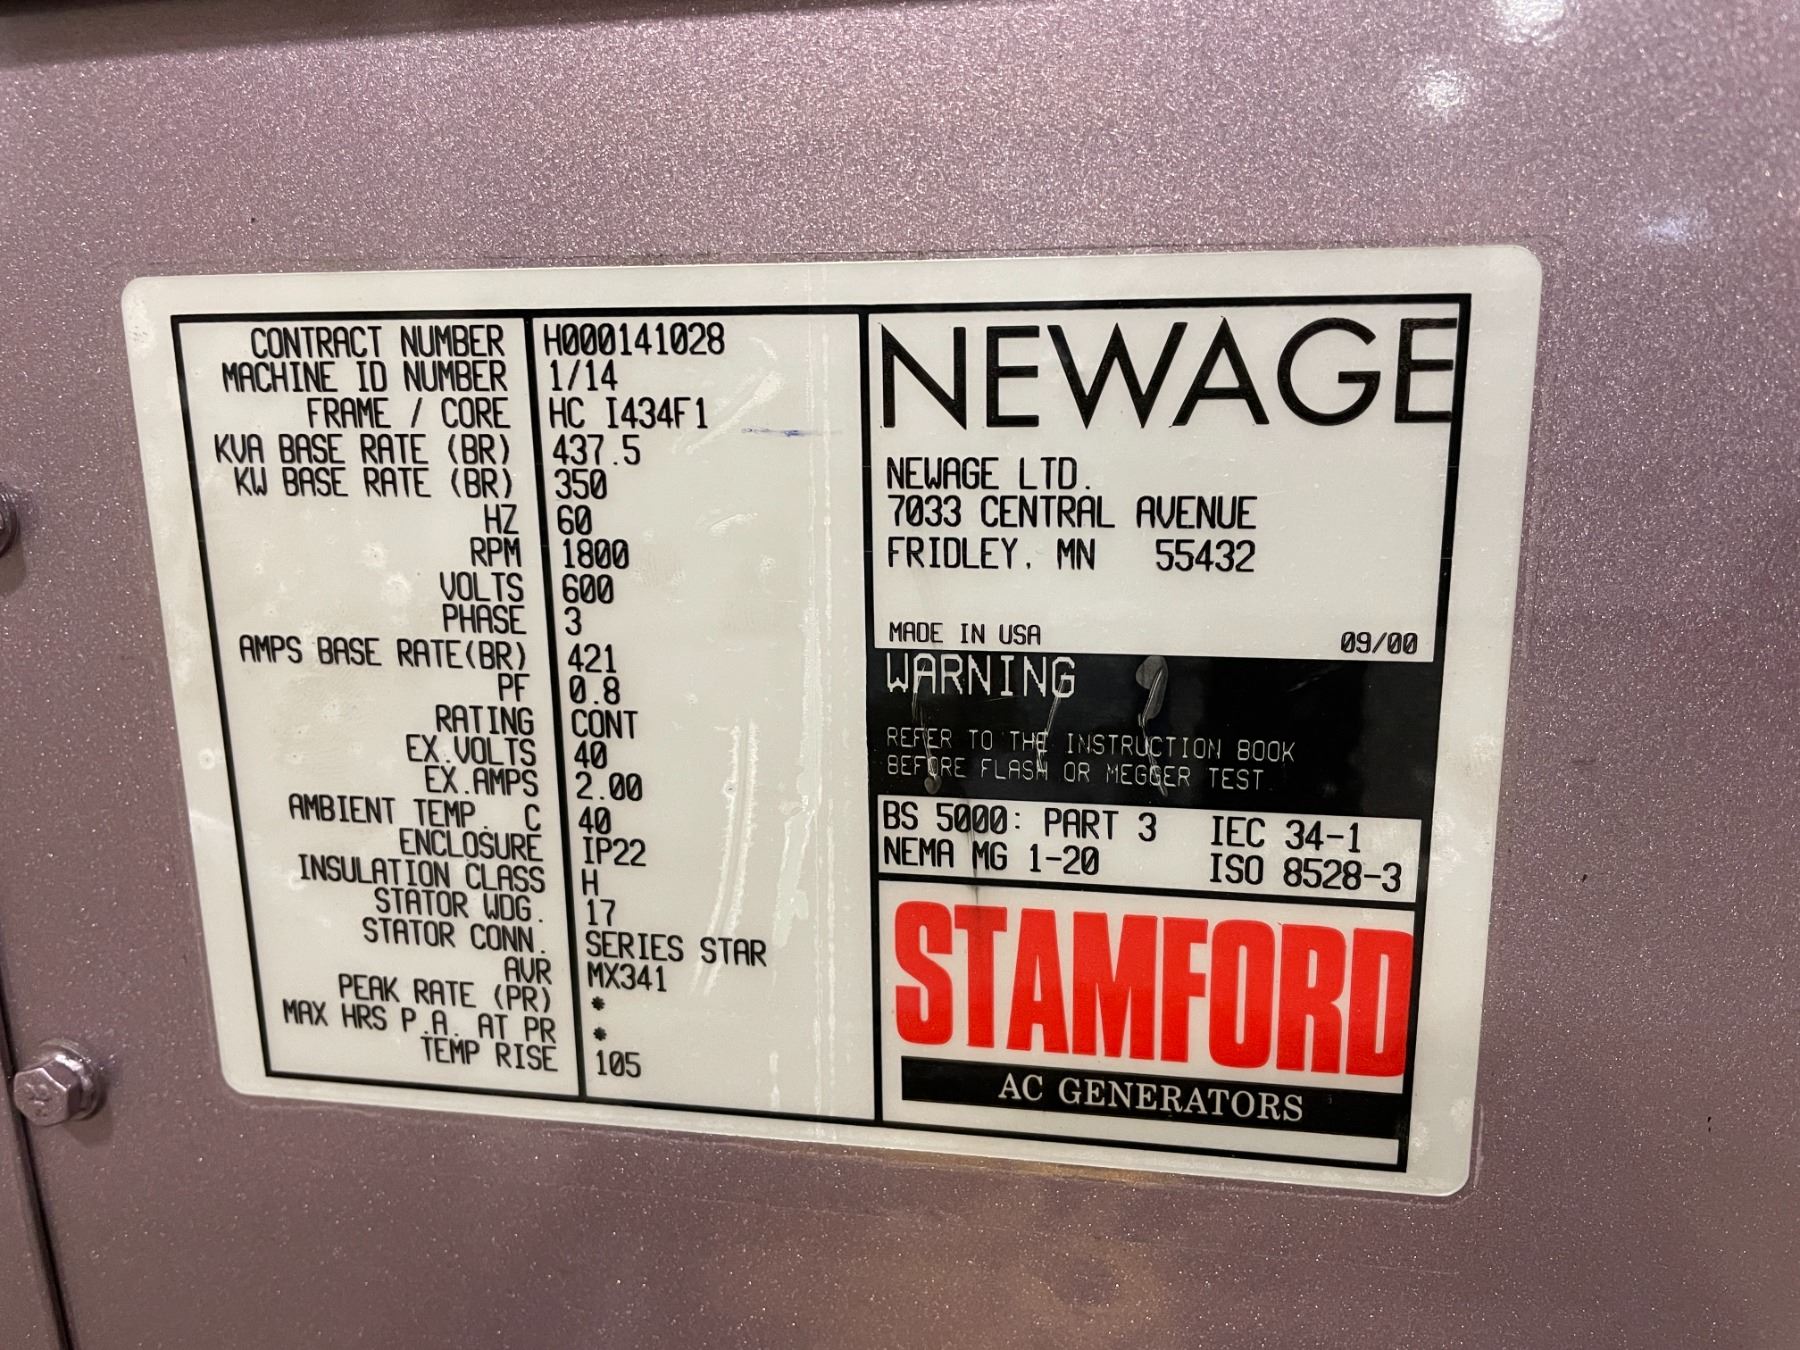 CONTRACT NUMBER H000141028
MACHINE ID NUMBER 1/14
FRAME / CORE HC I434F1
KVA BASE RATE (BR) 437.5
KW BASE RATE (BR) 350
HZ 60
RPM 1800
VOLTS 600
PHASE 3
AMPS BASE RATE(BR) 421
PF 0.8
RATING CONT
EX.VOLTS 40
EX.AMPS 2.00
AMBIENT TEMP. C 40
ENCLOSURE IP22
INSULATION CLASS H
STATOR WDG. 17
STATOR CONN. SERIES STAR
AVR MX341
PEAK RATE (PR) *
MAX HRS P.A. AT PR *
TEMP RISE 105
NEWAGE
NEWAGE LTD.
7033 CENTRAL AVENUE
FRIDLEY, MN 55432
MADE IN USA 09/00
WARNING
REFER TO THE INSTRUCTION BOOK
BEFORE FLASH OR MEGGER TEST.
BS 5000: PART 3 IEC 34-1
NEMA MG 1-20 ISO 8528-3
STAMFORD
AC GENERATORS